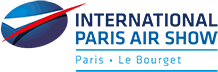 INTERNATIONAL
PARIS AIR SHOW
Paris • Le Bourget